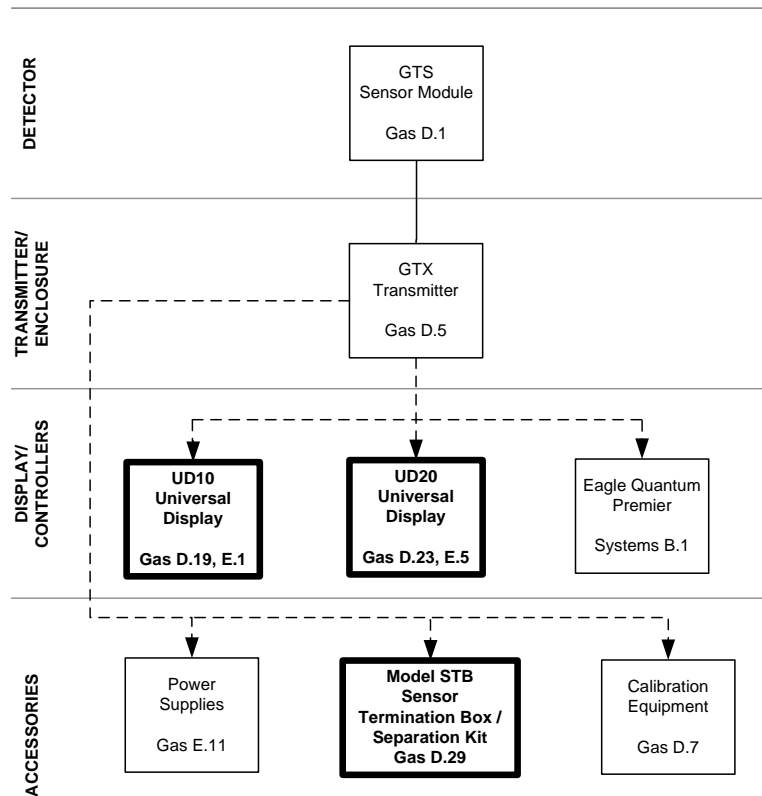 DETECTOR
GTS
Sensor Module
Gas D.1
TRANSMITTER/
ENCLOSURE
GTX
Transmitter
Gas D.5
DISPLAY/
CONTROLLERS
UD10
Universal
Display
Gas D.19, E.1
UD20
Universal
Display
Gas D.23, E.5
Eagle Quantum
Premier
Systems B.1
ACCESSORIES
Power
Supplies
Gas E.11
Model STB
Sensor
Termination Box /
Separation Kit
Gas D.29
Calibration
Equipment
Gas D.7